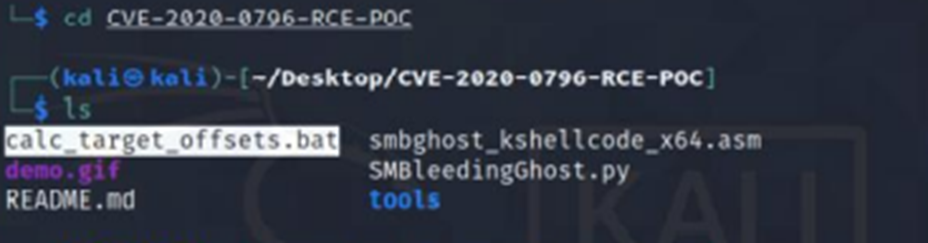 └─$ cd CVE-2020-0796-RCE-POC
┌──(kali㉿kali)-[~/Desktop/CVE-2020-0796-RCE-POC]
└─$ ls
calc_target_offsets.bat smbghost_kshellcode_x64.asm
demo.gif SMBleedingGhost.py
README.md tools
KALI